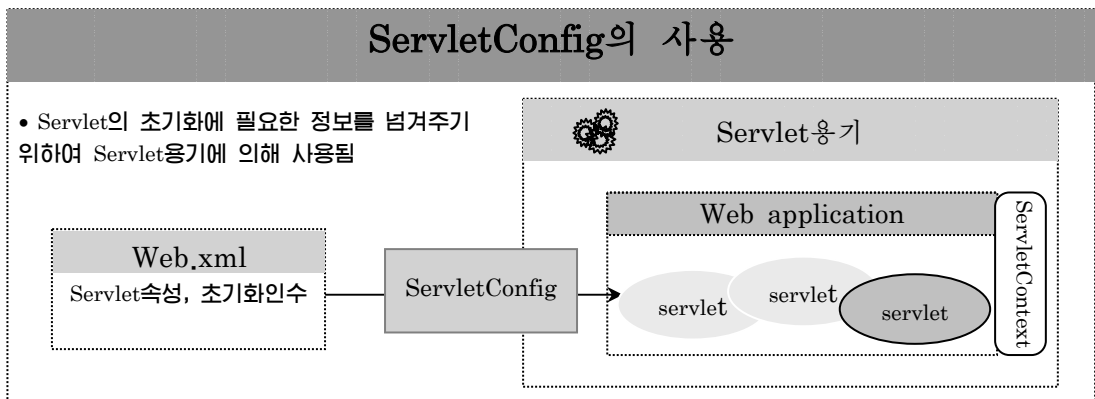 ServletConfig의 사용
• Servlet의 초기화에 필요한 정보를 넘겨주기
위하여 Servlet용기에 의해 사용됨
Servlet용기
Web application
ServletContext
Web.xml
Servlet속성, 초기화인수
ServletConfig
servlet
servlet
servlet